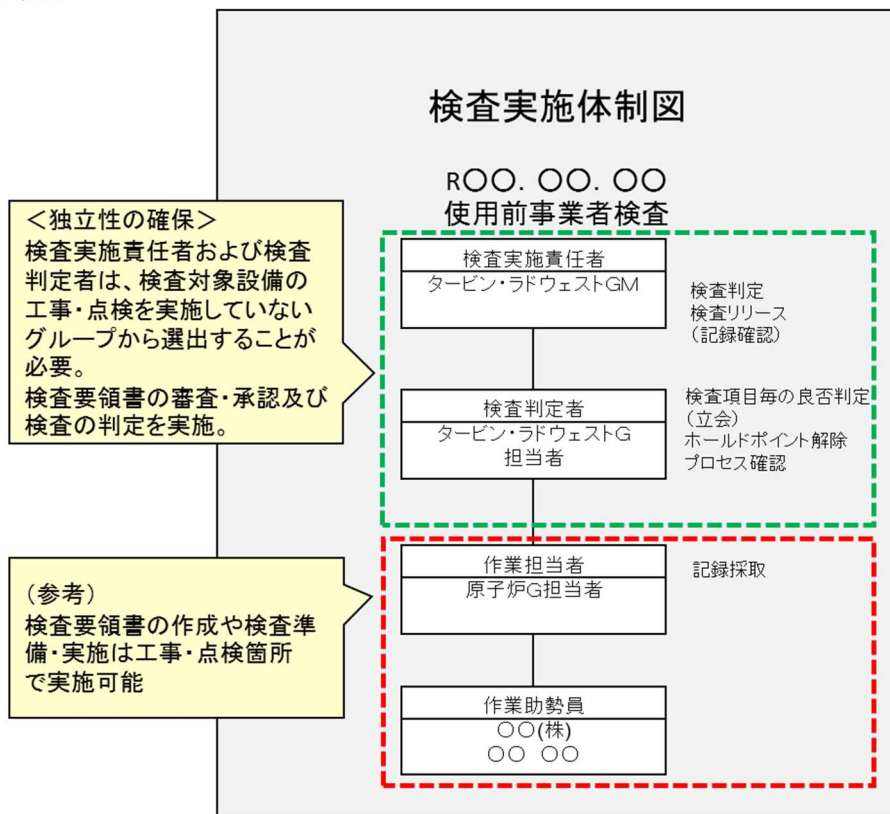 検査実施体制図
R〇〇. 〇〇. 〇〇
使用前事業者検査
<独立性の確保>
検査実施責任者および検査
判定者は、検査対象設備の
工事・点検を実施していない
グループから選出することが
必要。
検査要領書の審査・承認及び
検査の判定を実施。
検査実施責任者
タービン・ラドウェストGM
検査判定
検査リリース
(記録確認)
検査判定者
タービン・ラドウェストG
担当者
検査項目毎の良否判定
(立会)
ホールドポイント解除
プロセス確認
(参考)
検査要領書の作成や検査準
備・実施は工事・点検箇所
で実施可能
作業担当者
原子炉G担当者
記録採取
作業助勢員
〇〇(株)
〇〇 〇〇